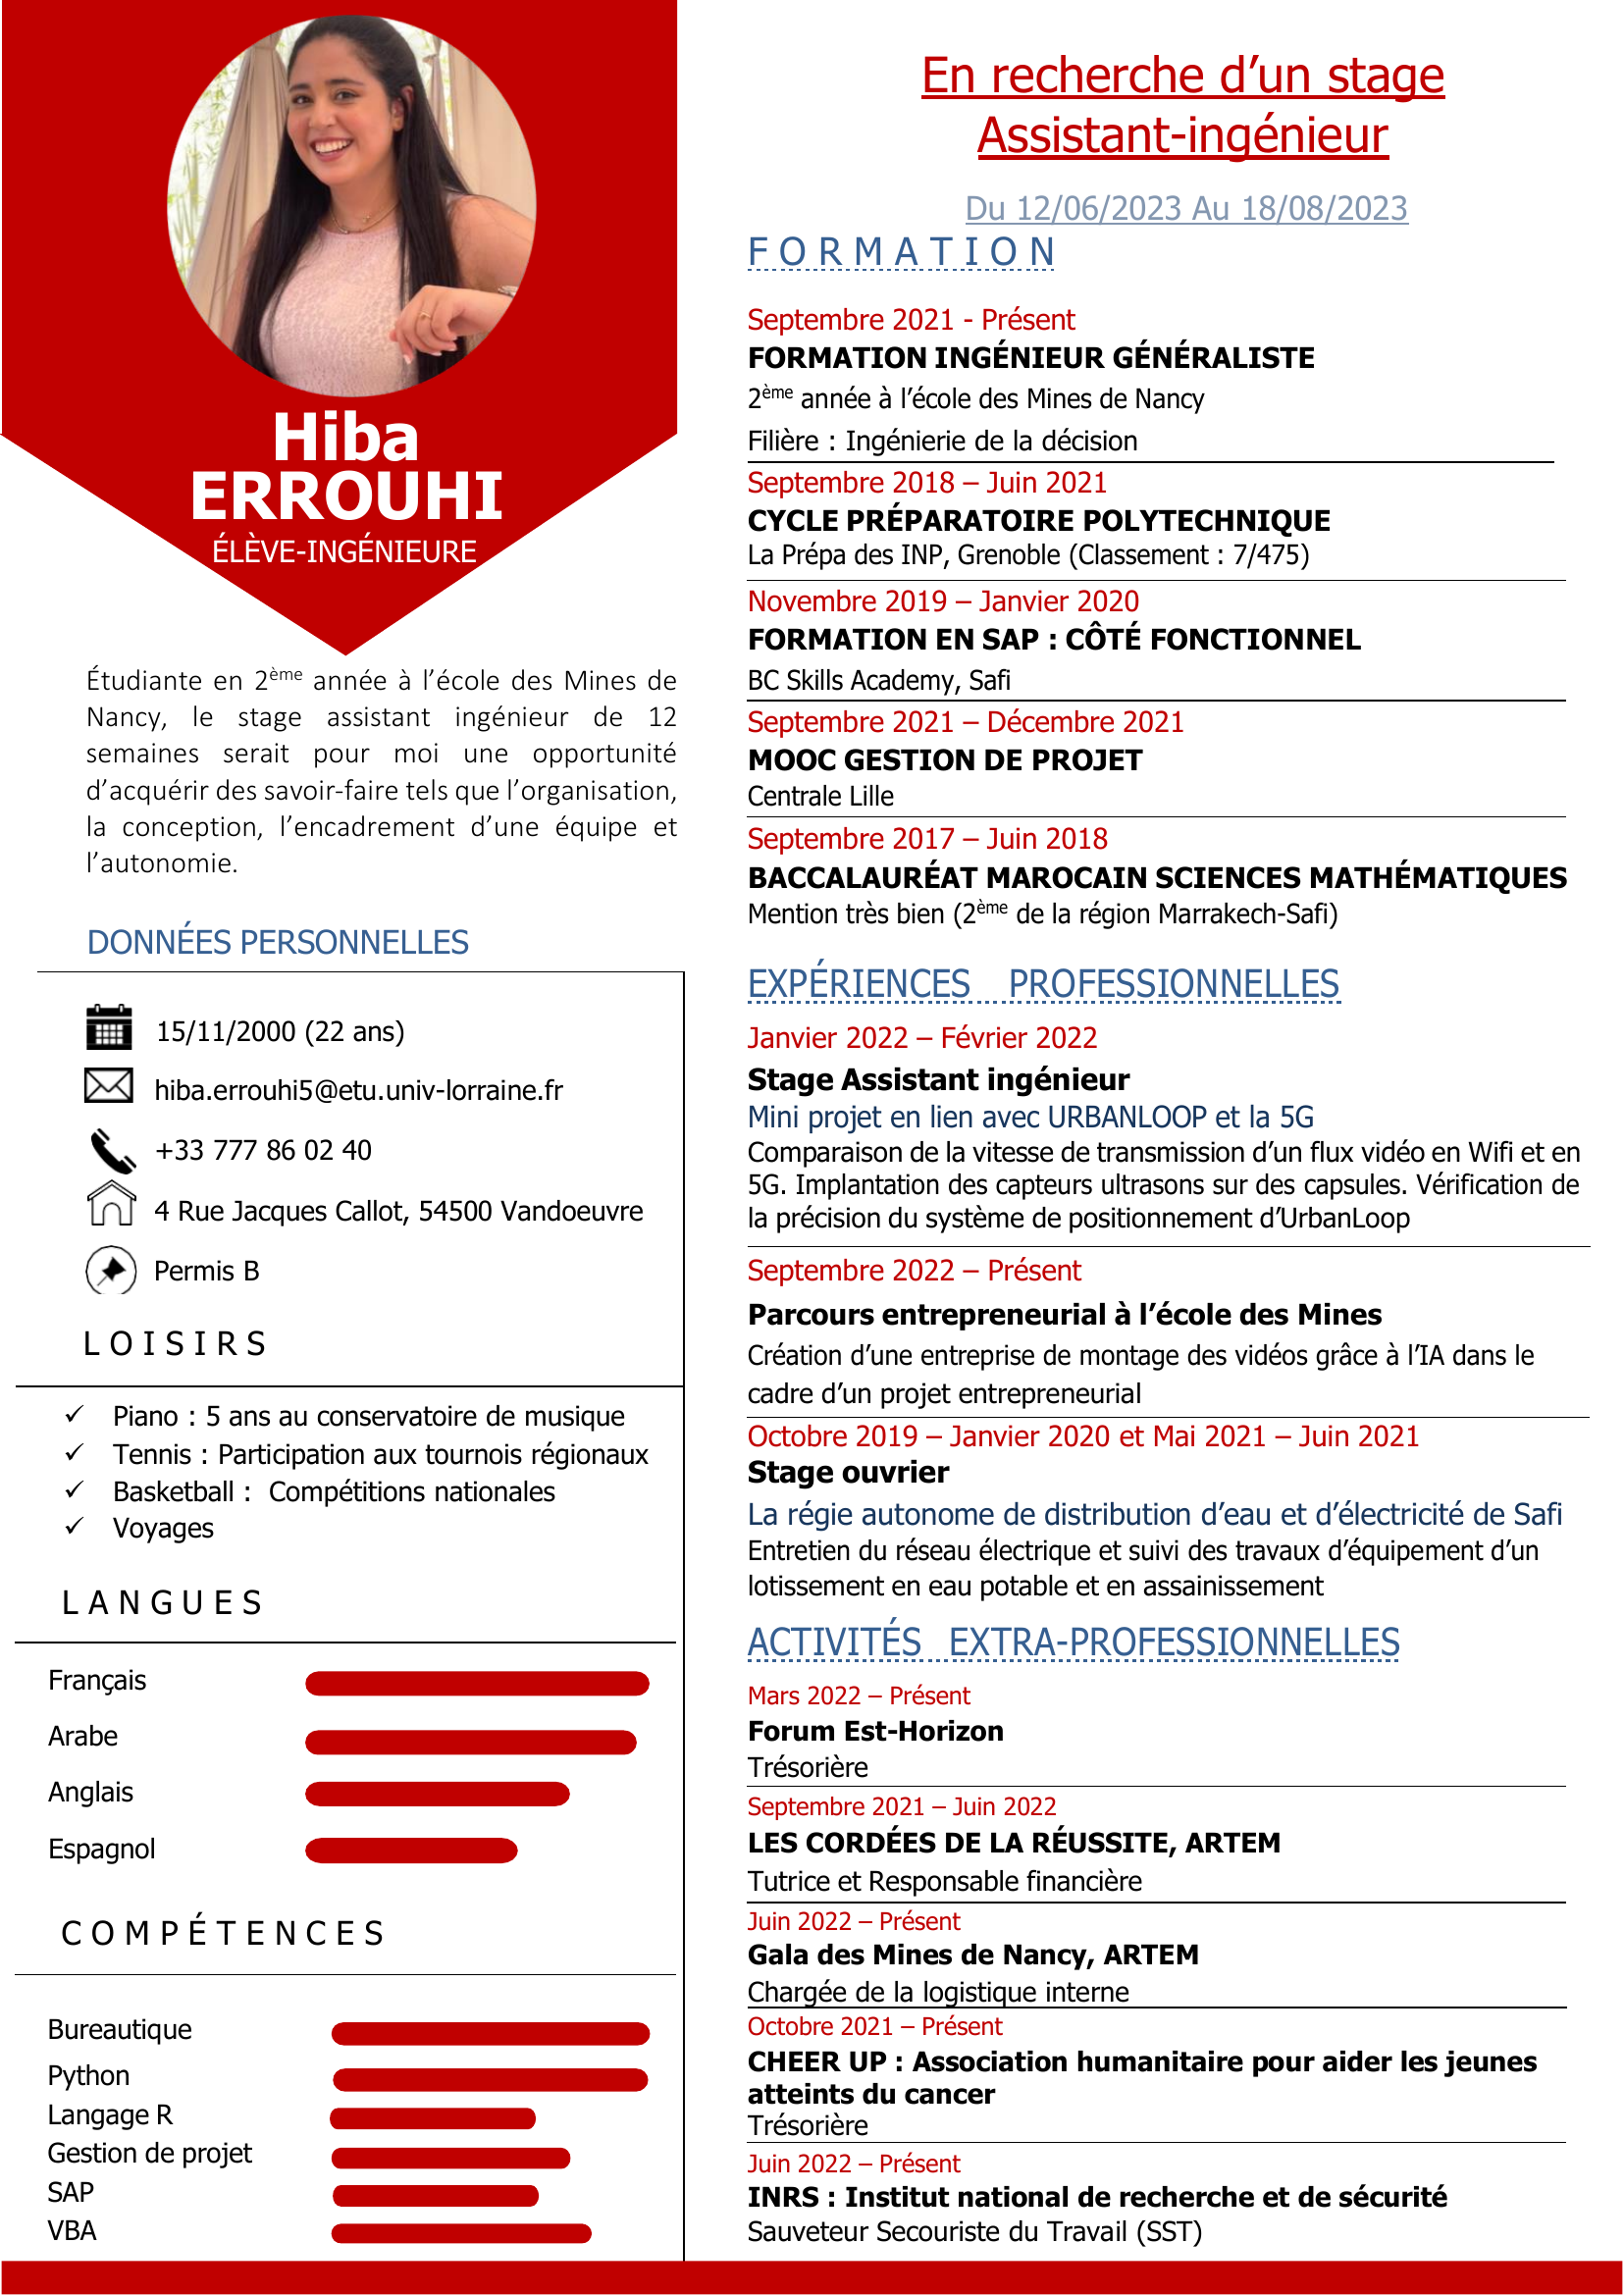 Hiba
ERROUHI
ÉLÈVE-INGÉNIEURE
Étudiante en 2ème année à l’école des Mines de
Nancy, le stage assistant ingénieur de 12
semaines serait pour moi une opportunité
d’acquérir des savoir-faire tels que l’organisation,
la conception, l’encadrement d’une équipe et
l’autonomie.
DONNÉES PERSONNELLES
15/11/2000 (22 ans)
hiba.errouhi5@etu.univ-lorraine.fr
+33 777 86 02 40
4 Rue Jacques Callot, 54500 Vandoeuvre
Permis B
LOISIRS
✓ Piano : 5 ans au conservatoire de musique
✓ Tennis : Participation aux tournois régionaux
✓ Basketball : Compétitions nationales
✓ Voyages
LANGUES
Français
Arabe
Anglais
Espagnol
COMPÉTENCES
Bureautique
Python
Langage R
Gestion de projet
SAP
VBA
En recherche d’un stage
Assistant-ingénieur
Du 12/06/2023 Au 18/08/2023
FORMATION
Septembre 2021 - Présent
FORMATION INGÉNIEUR GÉNÉRALISTE
2ème année à l’école des Mines de Nancy
Filière : Ingénierie de la décision
Septembre 2018 – Juin 2021
CYCLE PRÉPARATOIRE POLYTECHNIQUE
La Prépa des INP, Grenoble (Classement : 7/475)
Novembre 2019 – Janvier 2020
FORMATION EN SAP : CÔTÉ FONCTIONNEL
BC Skills Academy, Safi
Septembre 2021 – Décembre 2021
MOOC GESTION DE PROJET
Centrale Lille
Septembre 2017 – Juin 2018
BACCALAURÉAT MAROCAIN SCIENCES MATHÉMATIQUES
Mention très bien (2ème de la région Marrakech-Safi)
EXPÉRIENCES PROFESSIONNELLES
Janvier 2022 – Février 2022
Stage Assistant ingénieur
Mini projet en lien avec URBANLOOP et la 5G
Comparaison de la vitesse de transmission d’un flux vidéo en Wifi et en
5G. Implantation des capteurs ultrasons sur des capsules. Vérification de
la précision du système de positionnement d’UrbanLoop
Septembre 2022 – Présent
Parcours entrepreneurial à l’école des Mines
Création d’une entreprise de montage des vidéos grâce à l’IA dans le
cadre d’un projet entrepreneurial
Octobre 2019 – Janvier 2020 et Mai 2021 – Juin 2021
Stage ouvrier
La régie autonome de distribution d’eau et d’électricité de Safi
Entretien du réseau électrique et suivi des travaux d’équipement d’un
lotissement en eau potable et en assainissement
ACTIVITÉS EXTRA-PROFESSIONNELLES
Mars 2022 – Présent
Forum Est-Horizon
Trésorière
Septembre 2021 – Juin 2022
LES CORDÉES DE LA RÉUSSITE, ARTEM
Tutrice et Responsable financière
Juin 2022 – Présent
Gala des Mines de Nancy, ARTEM
Chargée de la logistique interne
Octobre 2021 – Présent
CHEER UP : Association humanitaire pour aider les jeunes
atteints du cancer
Trésorière
Juin 2022 – Présent
INRS : Institut national de recherche et de sécurité
Sauveteur Secouriste du Travail (SST)